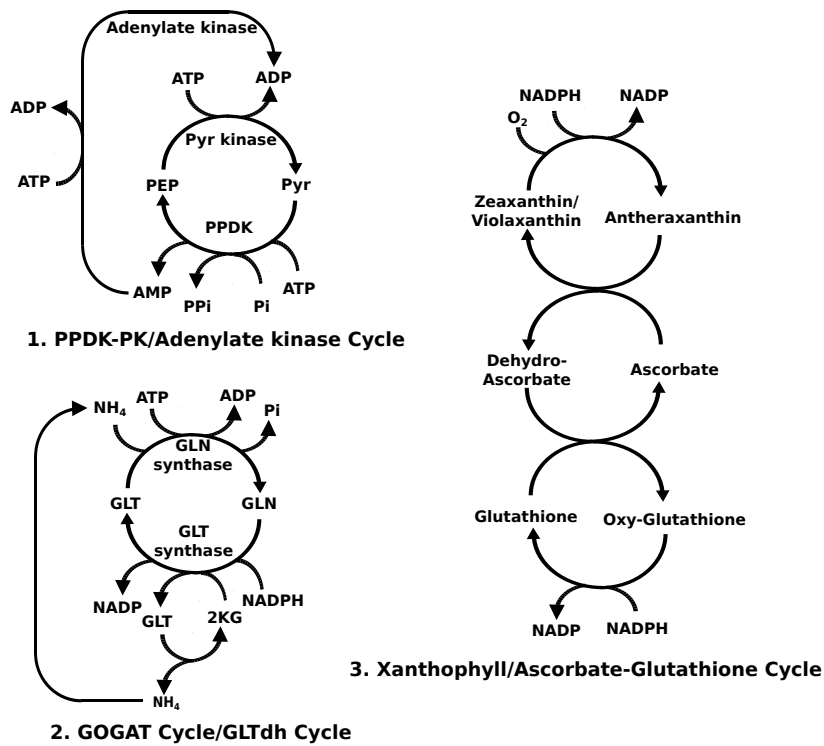 Adenylate kinase
ATP
ADP
ADP
Pyr kinase
ATP
PEP
Pyr
PPDK
AMP
PPi
Pi
ATP
1. PPDK-PK/Adenylate kinase Cycle
NH4
ATP
ADP
Pi
GLN
synthase
GLT
GLN
GLT
synthase
NADP
GLT
2KG
NADPH
NH4
2. GOGAT Cycle/GLTdh Cycle
NADPH
NADP
O2
Zeaxanthin/
Violaxanthin
Antheraxanthin
Dehydro-
Ascorbate
Ascorbate
Glutathione
Oxy-Glutathione
NADP
NADPH
3. Xanthophyll/Ascorbate-Glutathione Cycle